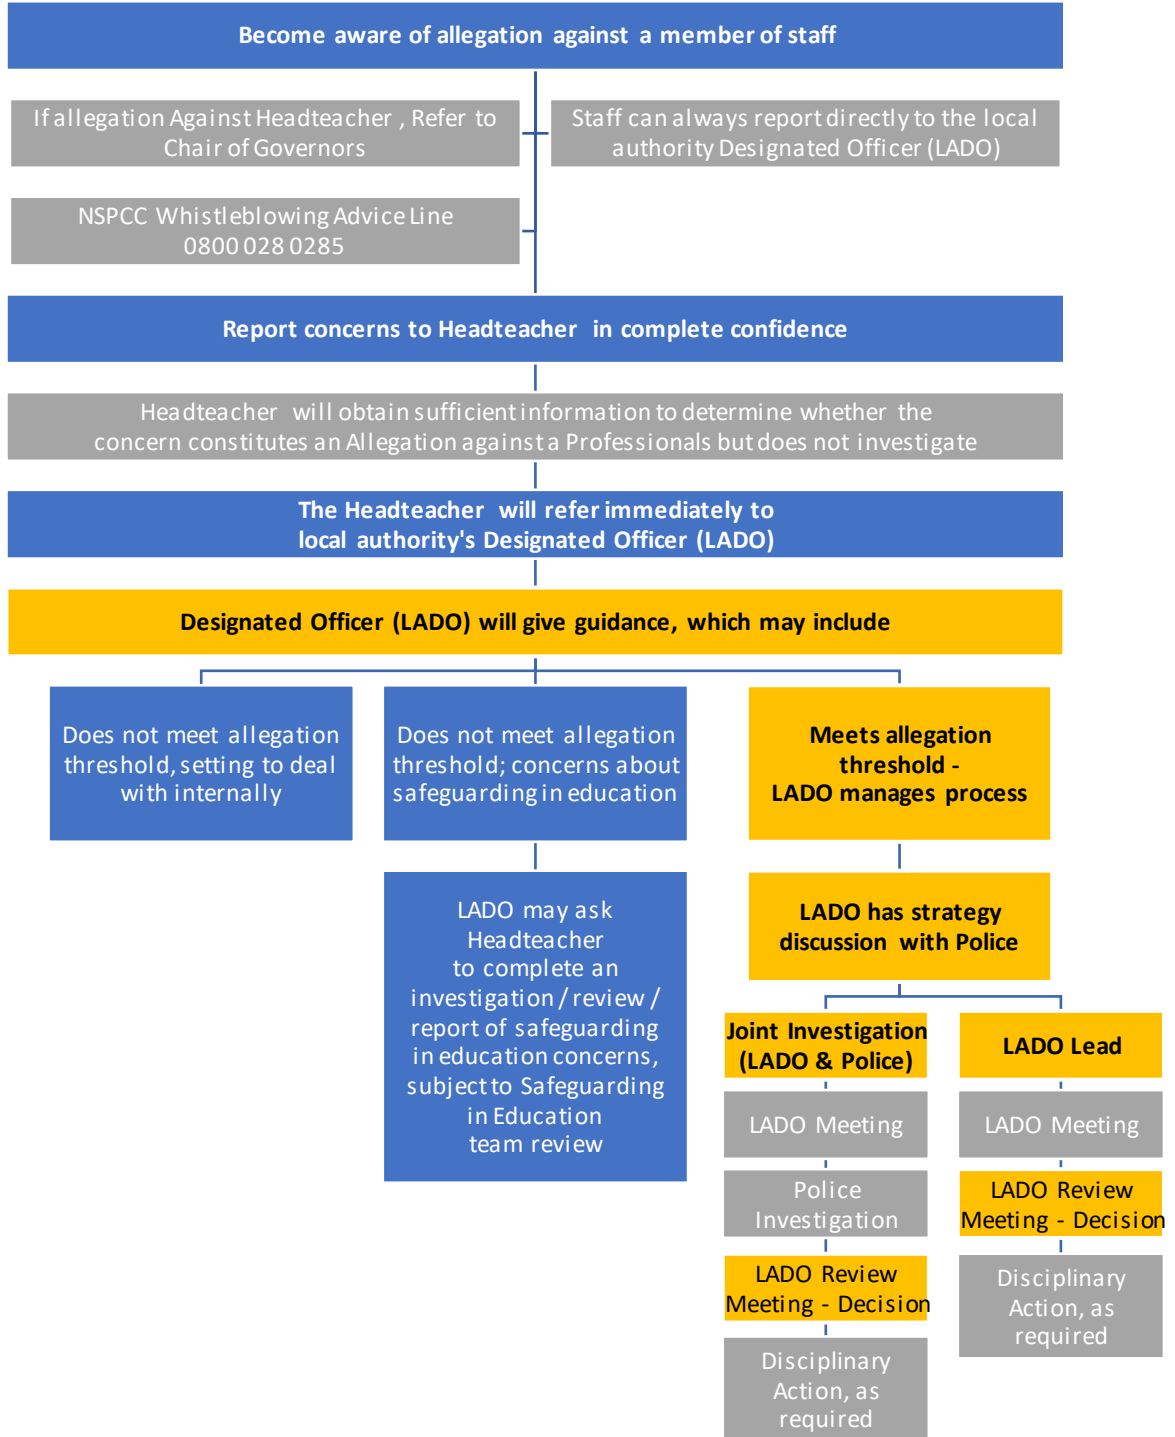 Become aware of allegation against a member of staff
If allegation Against Headteacher , Refer to
Chair of Governors
Staff can always report directly to the local
authority Designated Officer (LADO)
NSPCC Whistleblowing Advice Line
0800 028 0285
Report concerns to Headteacher in complete confidence
Headteacher will obtain sufficient information to determine whether the
concern constitutes an Allegation against a Professionals but does not investigate
The Headteacher will refer immediately to
local authority's Designated Officer (LADO)
Designated Officer (LADO) will give guidance, which may include
Does not meet allegation
threshold, setting to deal
with internally
Does not meet allegation
threshold; concerns about
safeguarding in education
Meets allegation
threshold -
LADO manages process
LADO may ask
Headteacher
to complete an
investigation / review /
report of safeguarding
in education concerns,
subject to Safeguarding
in Education
team review
LADO has strategy
discussion with Police
Joint Investigation
(LADO & Police)
LADO Meeting
Police
Investigation
LADO Review
Meeting - Decision
Disciplinary
Action, as
required
LADO Lead
LADO Meeting
LADO Review
Meeting - Decision
Disciplinary
Action, as
required